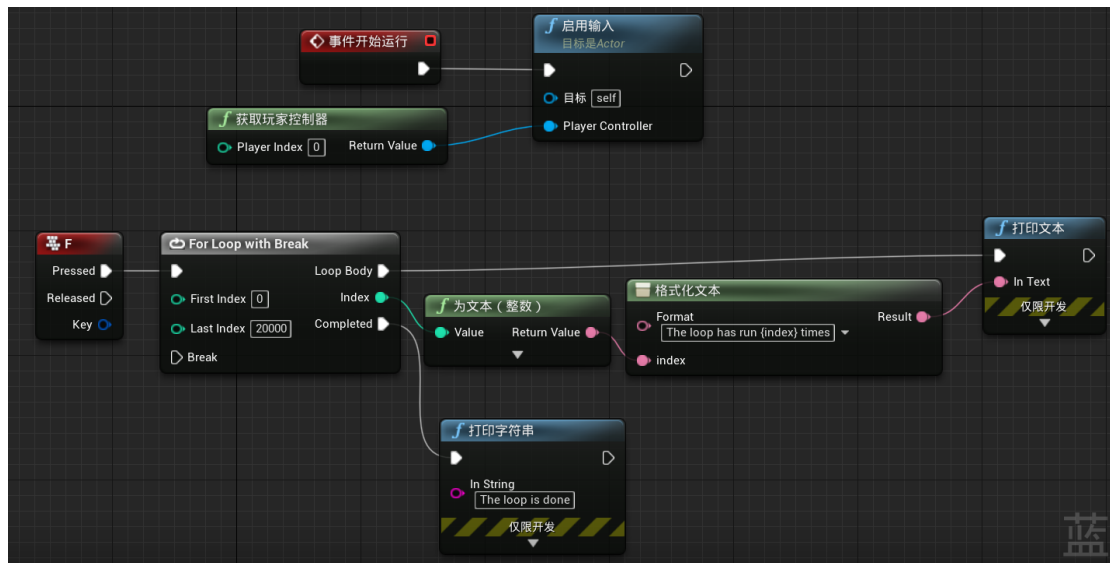 事件开始运行
启用输入
目标是Actor
目标 self
Player Controller
获取玩家控制器
Player Index 0 Return Value
F
Pressed
Released
Key
For Loop with Break
Loop Body
First Index 0
Index
Last Index 20000
Completed
Break
为文本（整数）
Value Return Value
格式化文本
Format
The loop has run {index} times
Result
index
打印文本
In Text
仅限开发
打印字符串
In String
The loop is done
仅限开发
蓝